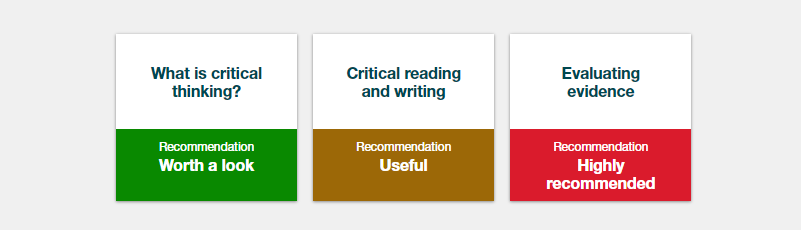 What is critical
thinking?
Recommendation
Worth a look
Critical reading
and writing
Recommendation
Useful
Evaluating
evidence
Recommendation
Highly
recommended